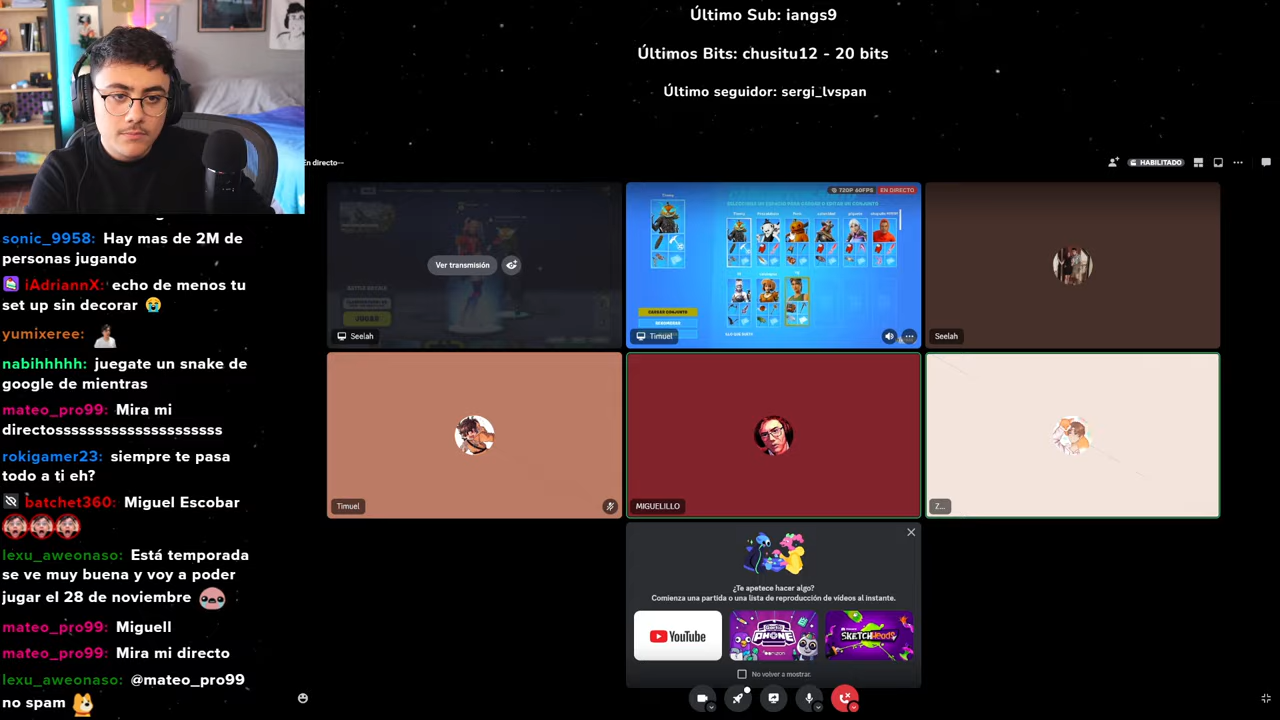 Último Sub: iangs9
Últimos Bits: chusitu12 - 20 bits
Último seguidor: sergi_lvspan
En directo--
HABILITADO
sonic_9958: Hay mas de 2M de
personas jugando
iAdriannX: echo de menos tu
set up sin decorar
yumixeree:
nabihhhhh: juegate un snake de
google de mientras
mateo_pro99: Mira mi
directosssssssssssssssssssss
rokigamer23: siempre te pasa
todo a ti eh?
batchet360: Miguel Escobar
lexu_aweonaso: Está temporada
se ve muy buena y voy a poder
jugar el 28 de noviembre
mateo_pro99: Miguell
mateo_pro99: Mira mi directo
lexu_aweonaso: @mateo_pro99
no spam
Ver transmisión
JUGAR
Seelah
720P 60FPS EN DIRECTO
CARGAR CONJUNTO
Timuel
Seelah
Timuel
MIGUELILLO
Z...
¿Te apetece hacer algo?
Comienza una partida o una lista de reproducción de vídeos al instante.
YouTube
PHONE
SKETCHHEADS
No volver a mostrar.